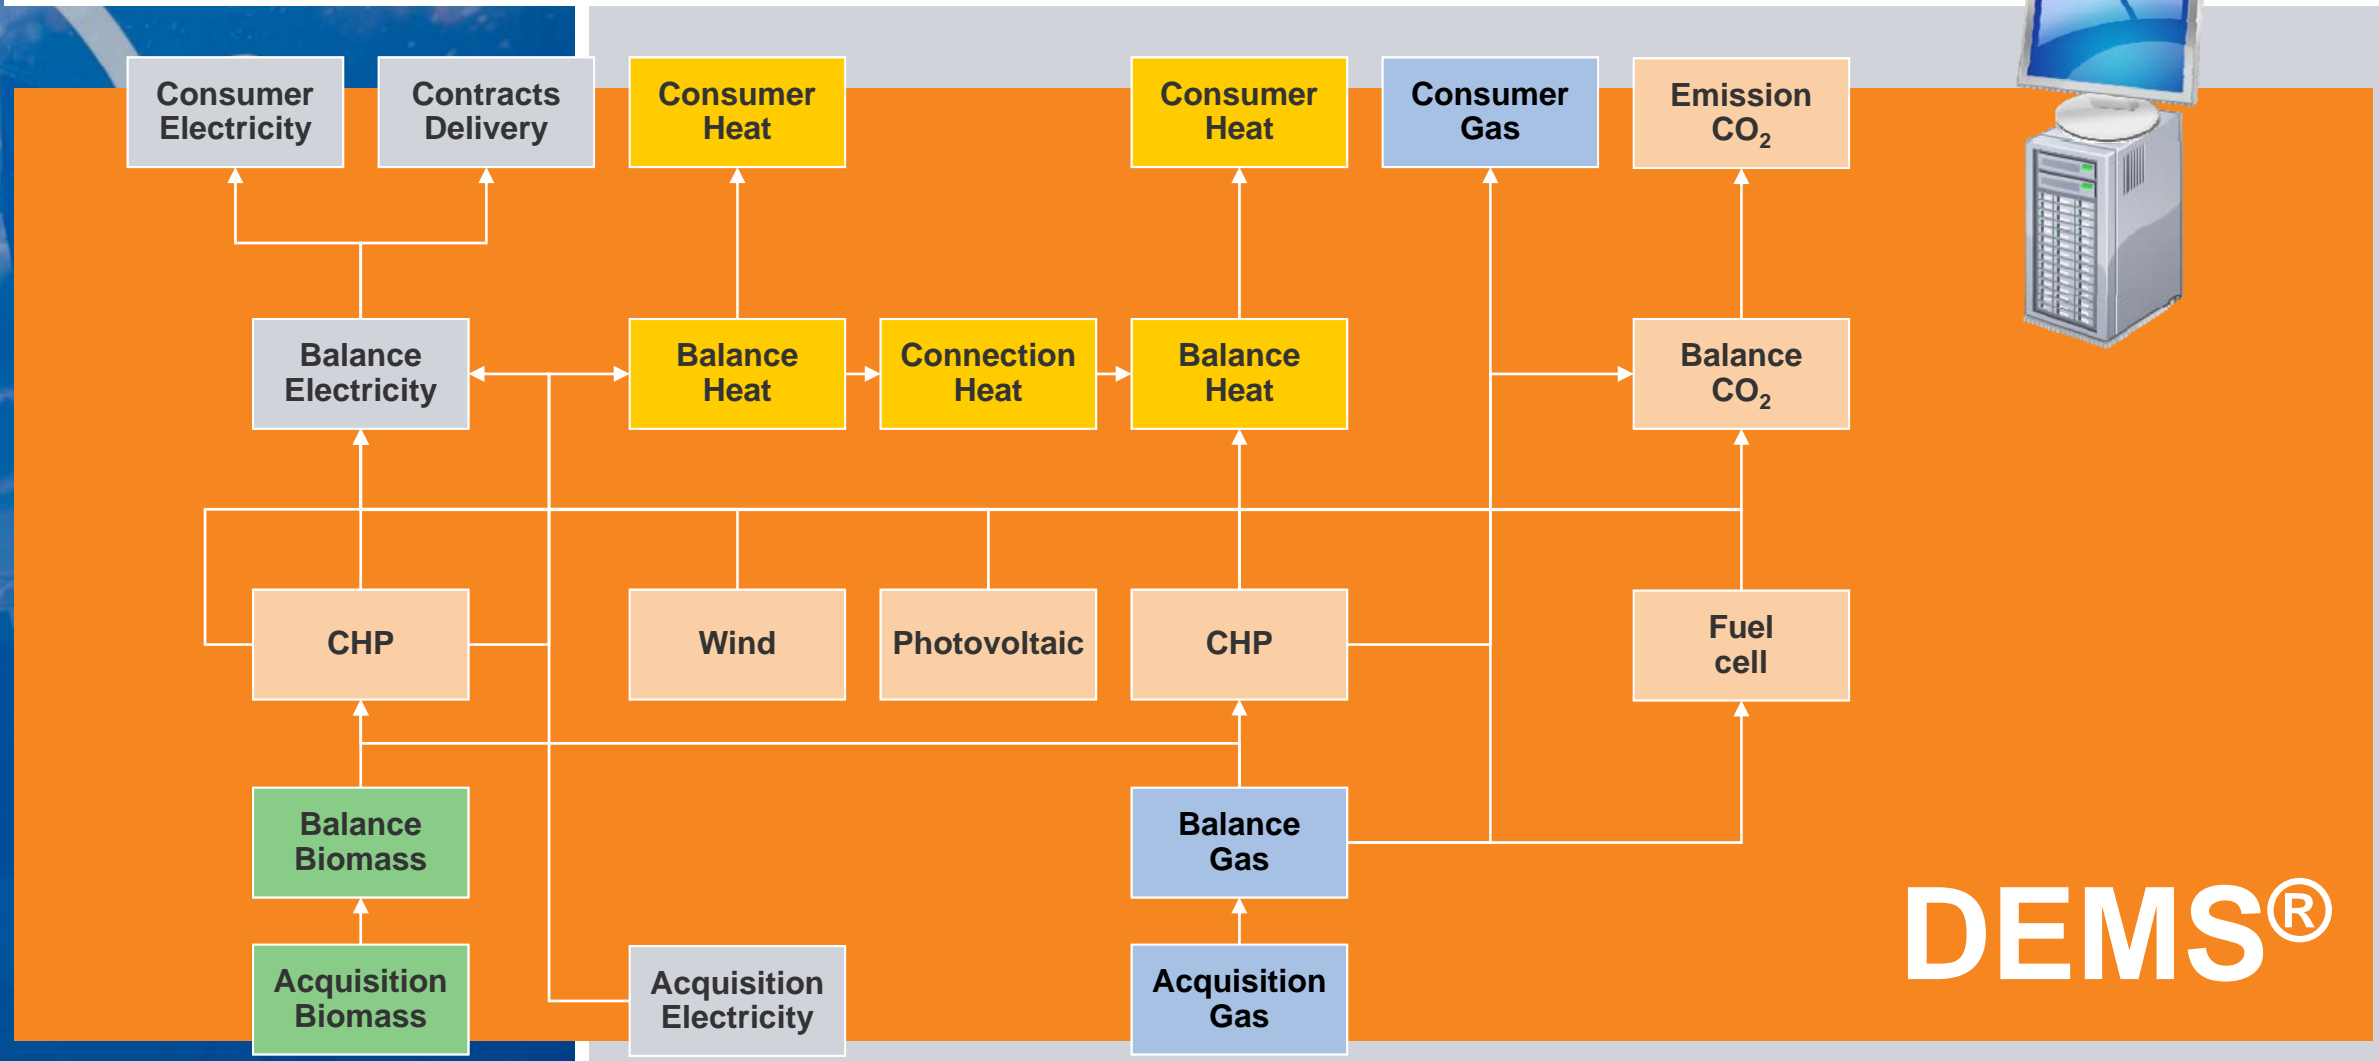 Consumer
Electricity
Contracts
Delivery
Consumer
Heat
Consumer
Heat
Consumer
Gas
Emission
CO₂
Balance
Electricity
Balance
Heat
Connection
Heat
Balance
Heat
Balance
CO₂
CHP
Wind
Photovoltaic
CHP
Fuel
cell
Balance
Biomass
Balance
Gas
Acquisition
Biomass
Acquisition
Electricity
Acquisition
Gas
DEMS®